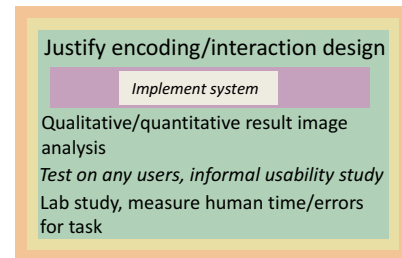 Justify encoding/interaction design
Implement system
Qualitative/quantitative result image
analysis
Test on any users, informal usability study
Lab study, measure human time/errors
for task